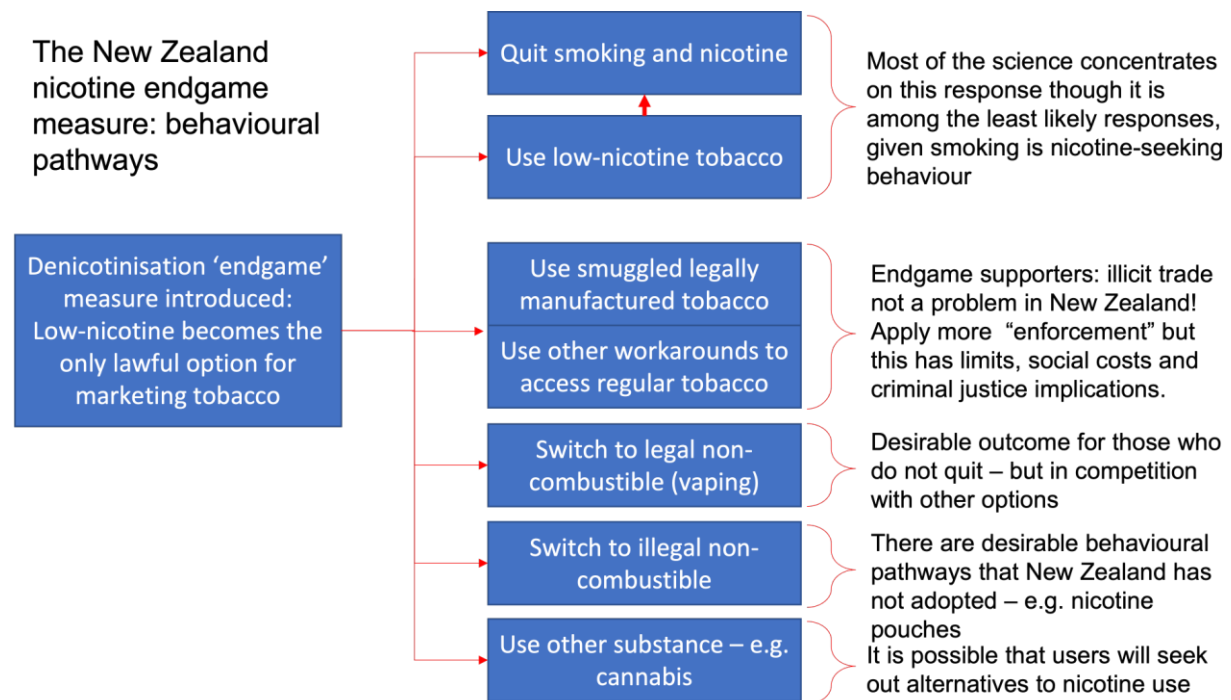 The New Zealand
nicotine endgame
measure: behavioural
pathways
Denicotinisation ‘endgame’
measure introduced:
Low-nicotine becomes the
only lawful option for
marketing tobacco
Quit smoking and nicotine
Use low-nicotine tobacco
Most of the science concentrates
on this response though it is
among the least likely responses,
given smoking is nicotine-seeking
behaviour
Use smuggled legally
manufactured tobacco
Use other workarounds to
access regular tobacco
Endgame supporters: illicit trade
not a problem in New Zealand!
Apply more “enforcement” but
this has limits, social costs and
criminal justice implications.
Switch to legal non-
combustible (vaping)
Desirable outcome for those who
do not quit – but in competition
with other options
Switch to illegal non-
combustible
There are desirable behavioural
pathways that New Zealand has
not adopted – e.g. nicotine
pouches
Use other substance – e.g.
cannabis
It is possible that users will seek
out alternatives to nicotine use